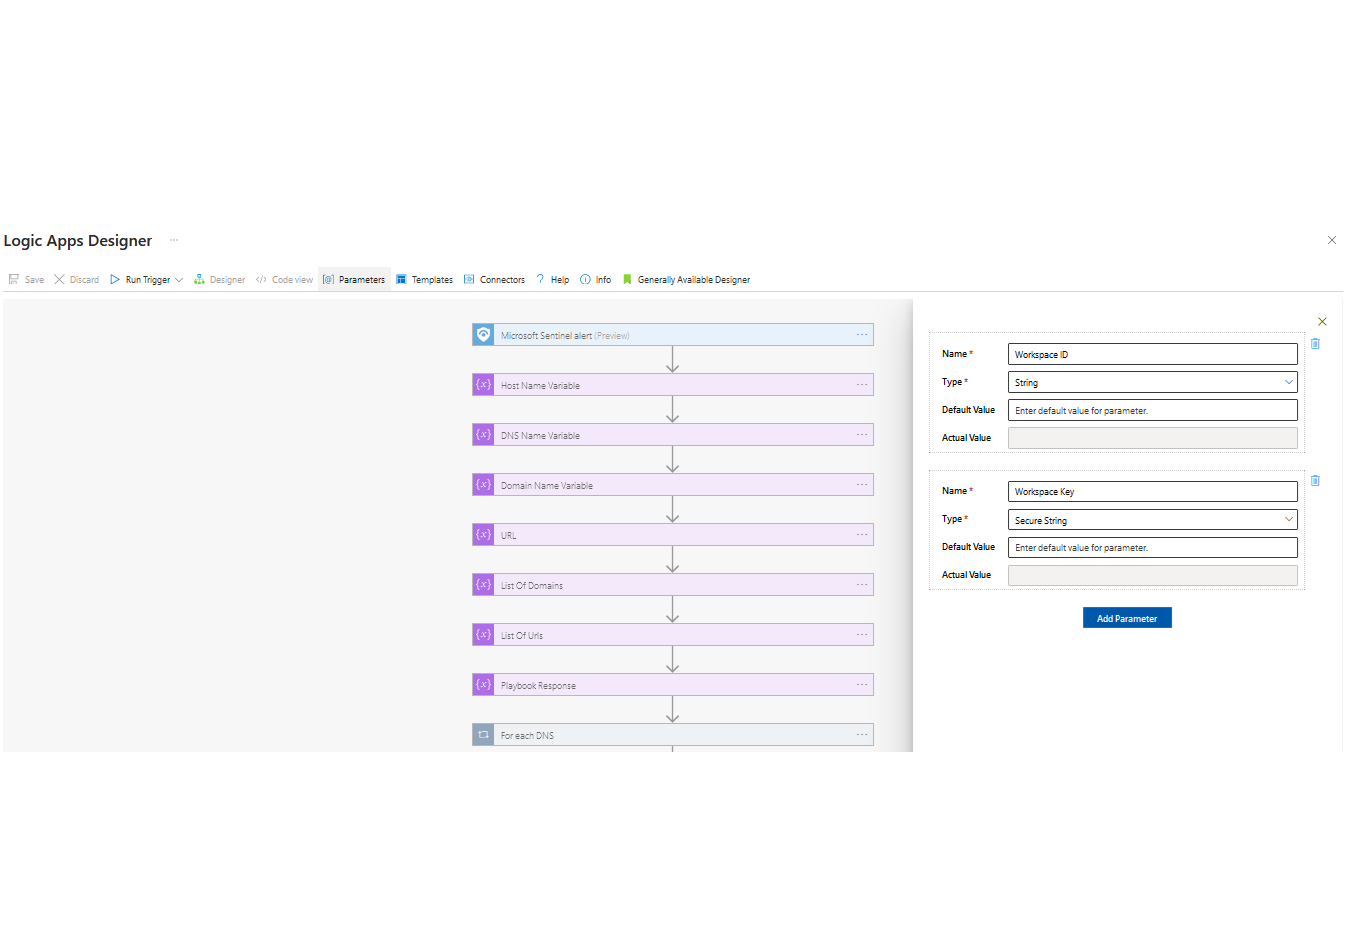 Logic Apps Designer ...
Save Discard Run Trigger Designer </> Code view [@] Parameters Templates Connectors ? Help Info Generally Available Designer
Microsoft Sentinel alert (Preview) ...
{x} Host Name Variable ...
{x} DNS Name Variable ...
{x} Domain Name Variable ...
{x} URL ...
{x} List Of Domains ...
{x} List Of Urls ...
{x} Playbook Response ...
For each DNS ...
Name * Workspace ID
Type * String
Default Value Enter default value for parameter.
Actual Value
Name * Workspace Key
Type * Secure String
Default Value Enter default value for parameter.
Actual Value
Add Parameter